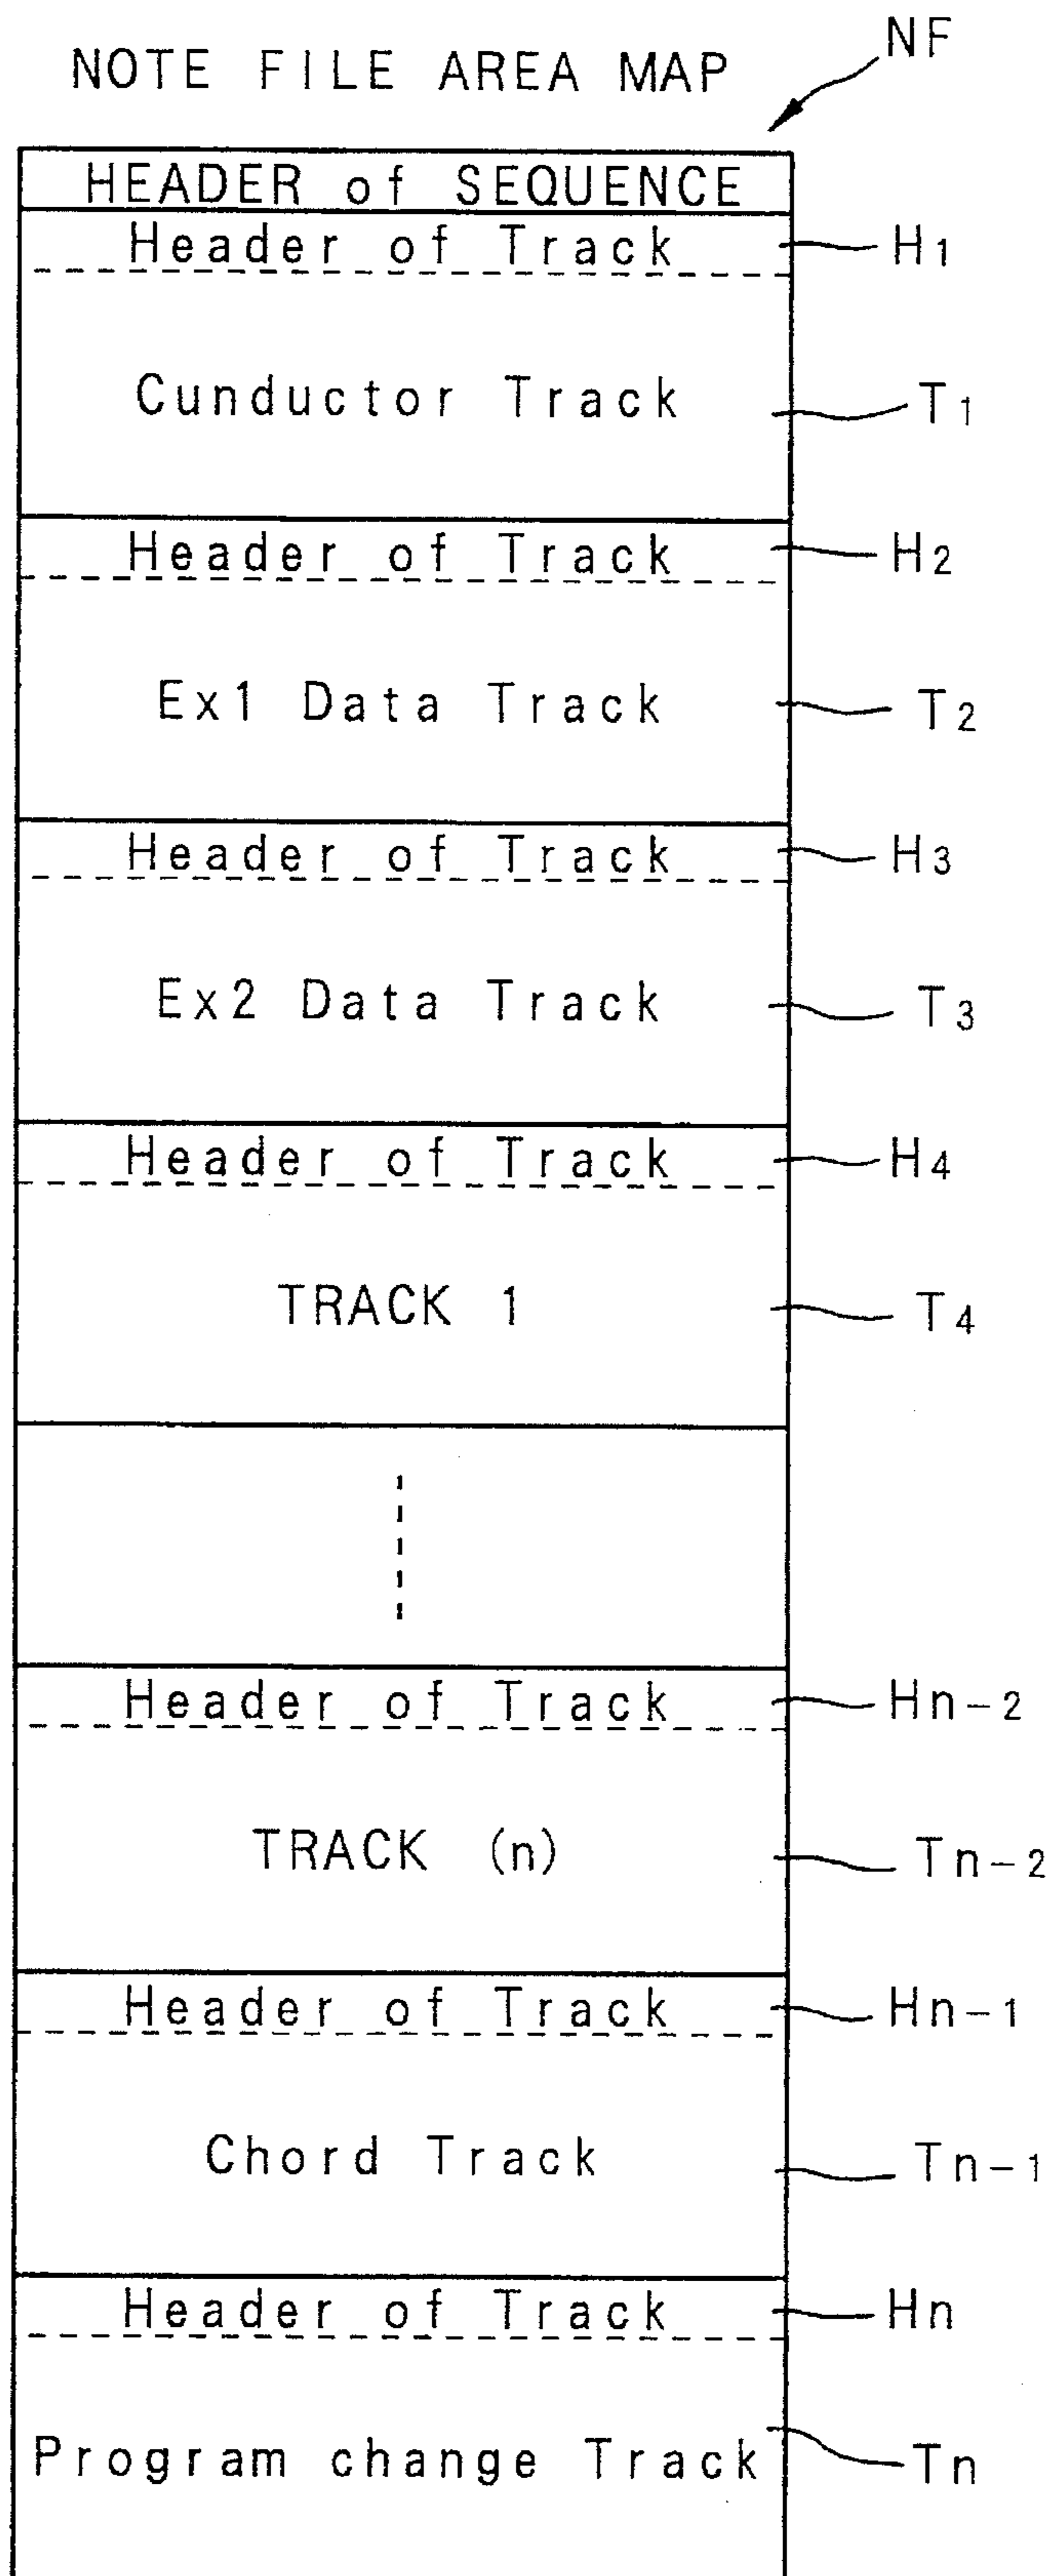 NF
NOTE FILE AREA MAP
HEADER of SEQUENCE
Header of Track H1
Cunductor Track T1
Header of Track H2
Ex1 Data Track T2
Header of Track H3
Ex2 Data Track T3
Header of Track H4
TRACK 1 T4
Header of Track Hn-2
TRACK (n) Tn-2
Header of Track Hn-1
Chord Track Tn-1
Header of Track Hn
Program change Track Tn